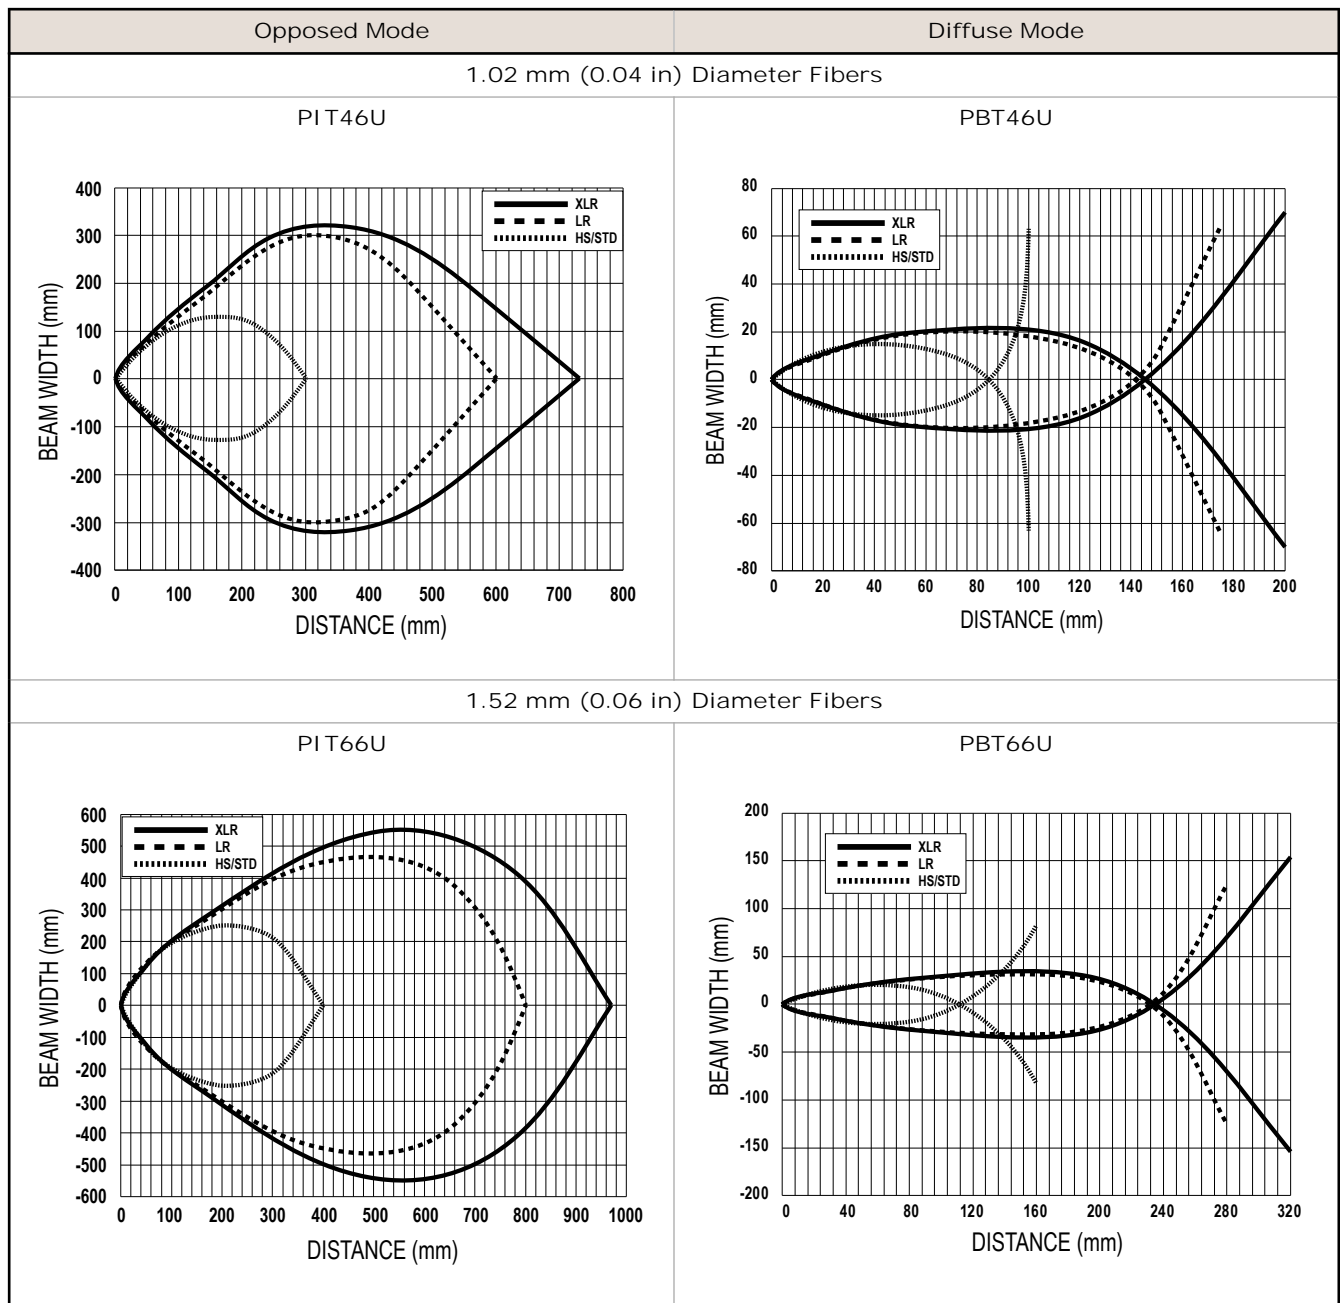 Opposed Mode
Diffuse Mode
1.02 mm (0.04 in) Diameter Fibers
PIT46U
PBT46U
400
300
200
100
0
-100
-200
-300
-400
BEAM WIDTH (mm)
XLR
LR
HS/STD
0 100 200 300 400 500 600 700 800
DISTANCE (mm)
80
60
40
20
0
-20
-40
-60
-80
BEAM WIDTH (mm)
XLR
LR
HS/STD
0 20 40 60 80 100 120 140 160 180 200
DISTANCE (mm)
1.52 mm (0.06 in) Diameter Fibers
PIT66U
PBT66U
600
500
400
300
200
100
0
-100
-200
-300
-400
-500
-600
BEAM WIDTH (mm)
XLR
LR
HS/STD
0 100 200 300 400 500 600 700 800 900 1000
DISTANCE (mm)
200
150
100
50
0
-50
-100
-150
-200
BEAM WIDTH (mm)
XLR
LR
HS/STD
0 40 80 120 160 200 240 280 320
DISTANCE (mm)